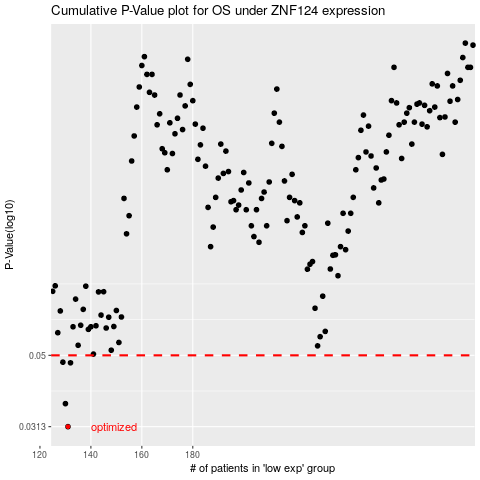 Cumulative P-Value plot for OS under ZNF124 expression
P-Value(log10)
0.05
0.0313
optimized
120 140 160 180
# of patients in 'low exp' group